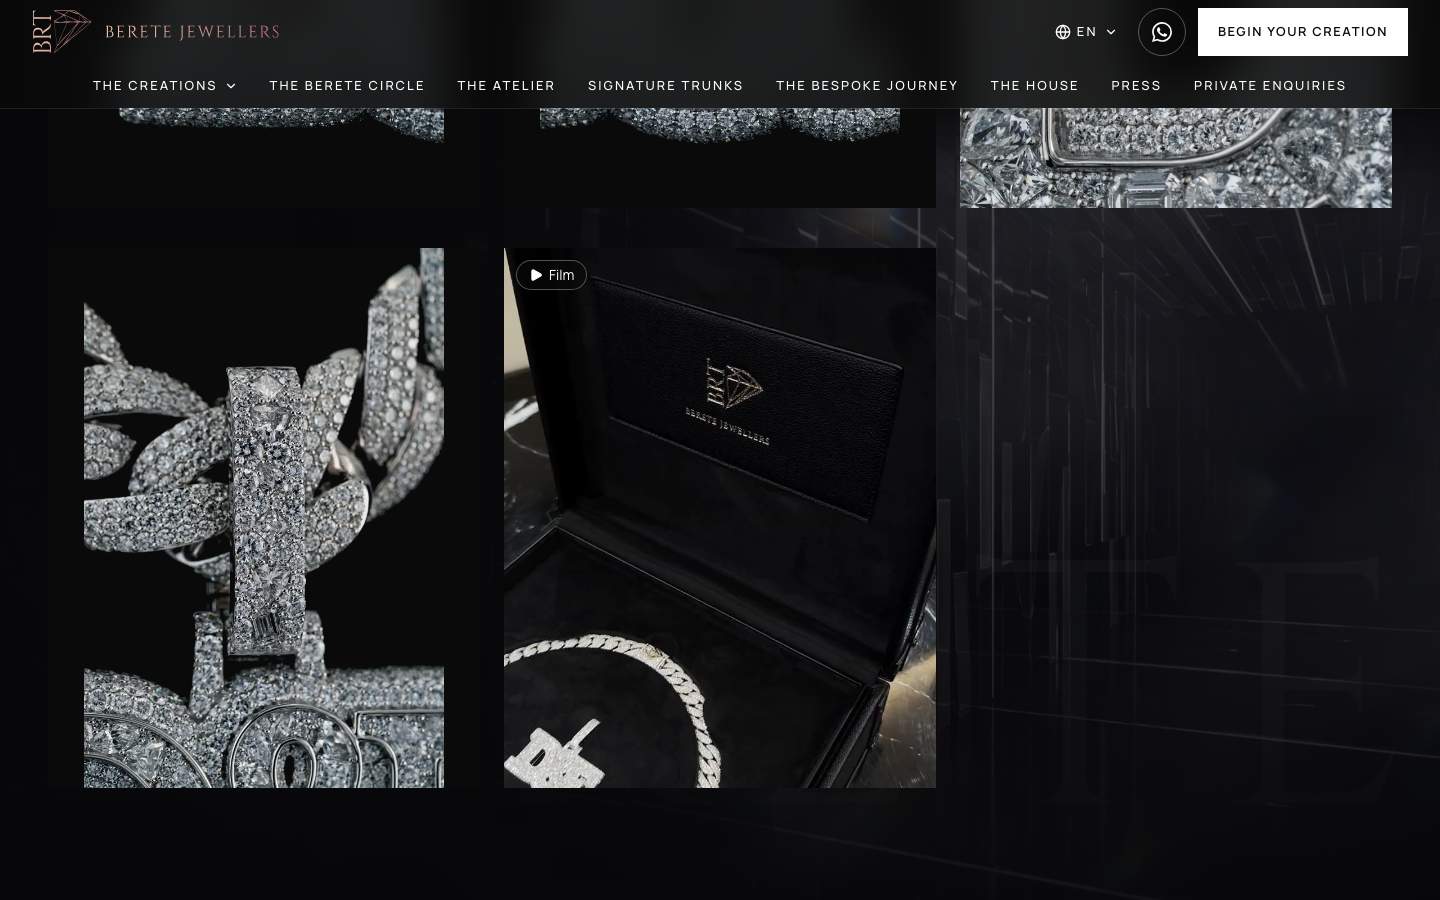 BRT BERETE JEWELLERS
EN
BEGIN YOUR CREATION
THE CREATIONS
THE BERETE CIRCLE
THE ATELIER
SIGNATURE TRUNKS
THE BESPOKE JOURNEY
THE HOUSE
PRESS
PRIVATE ENQUIRIES
Film
BRT
BERETE JEWELLERS
TE